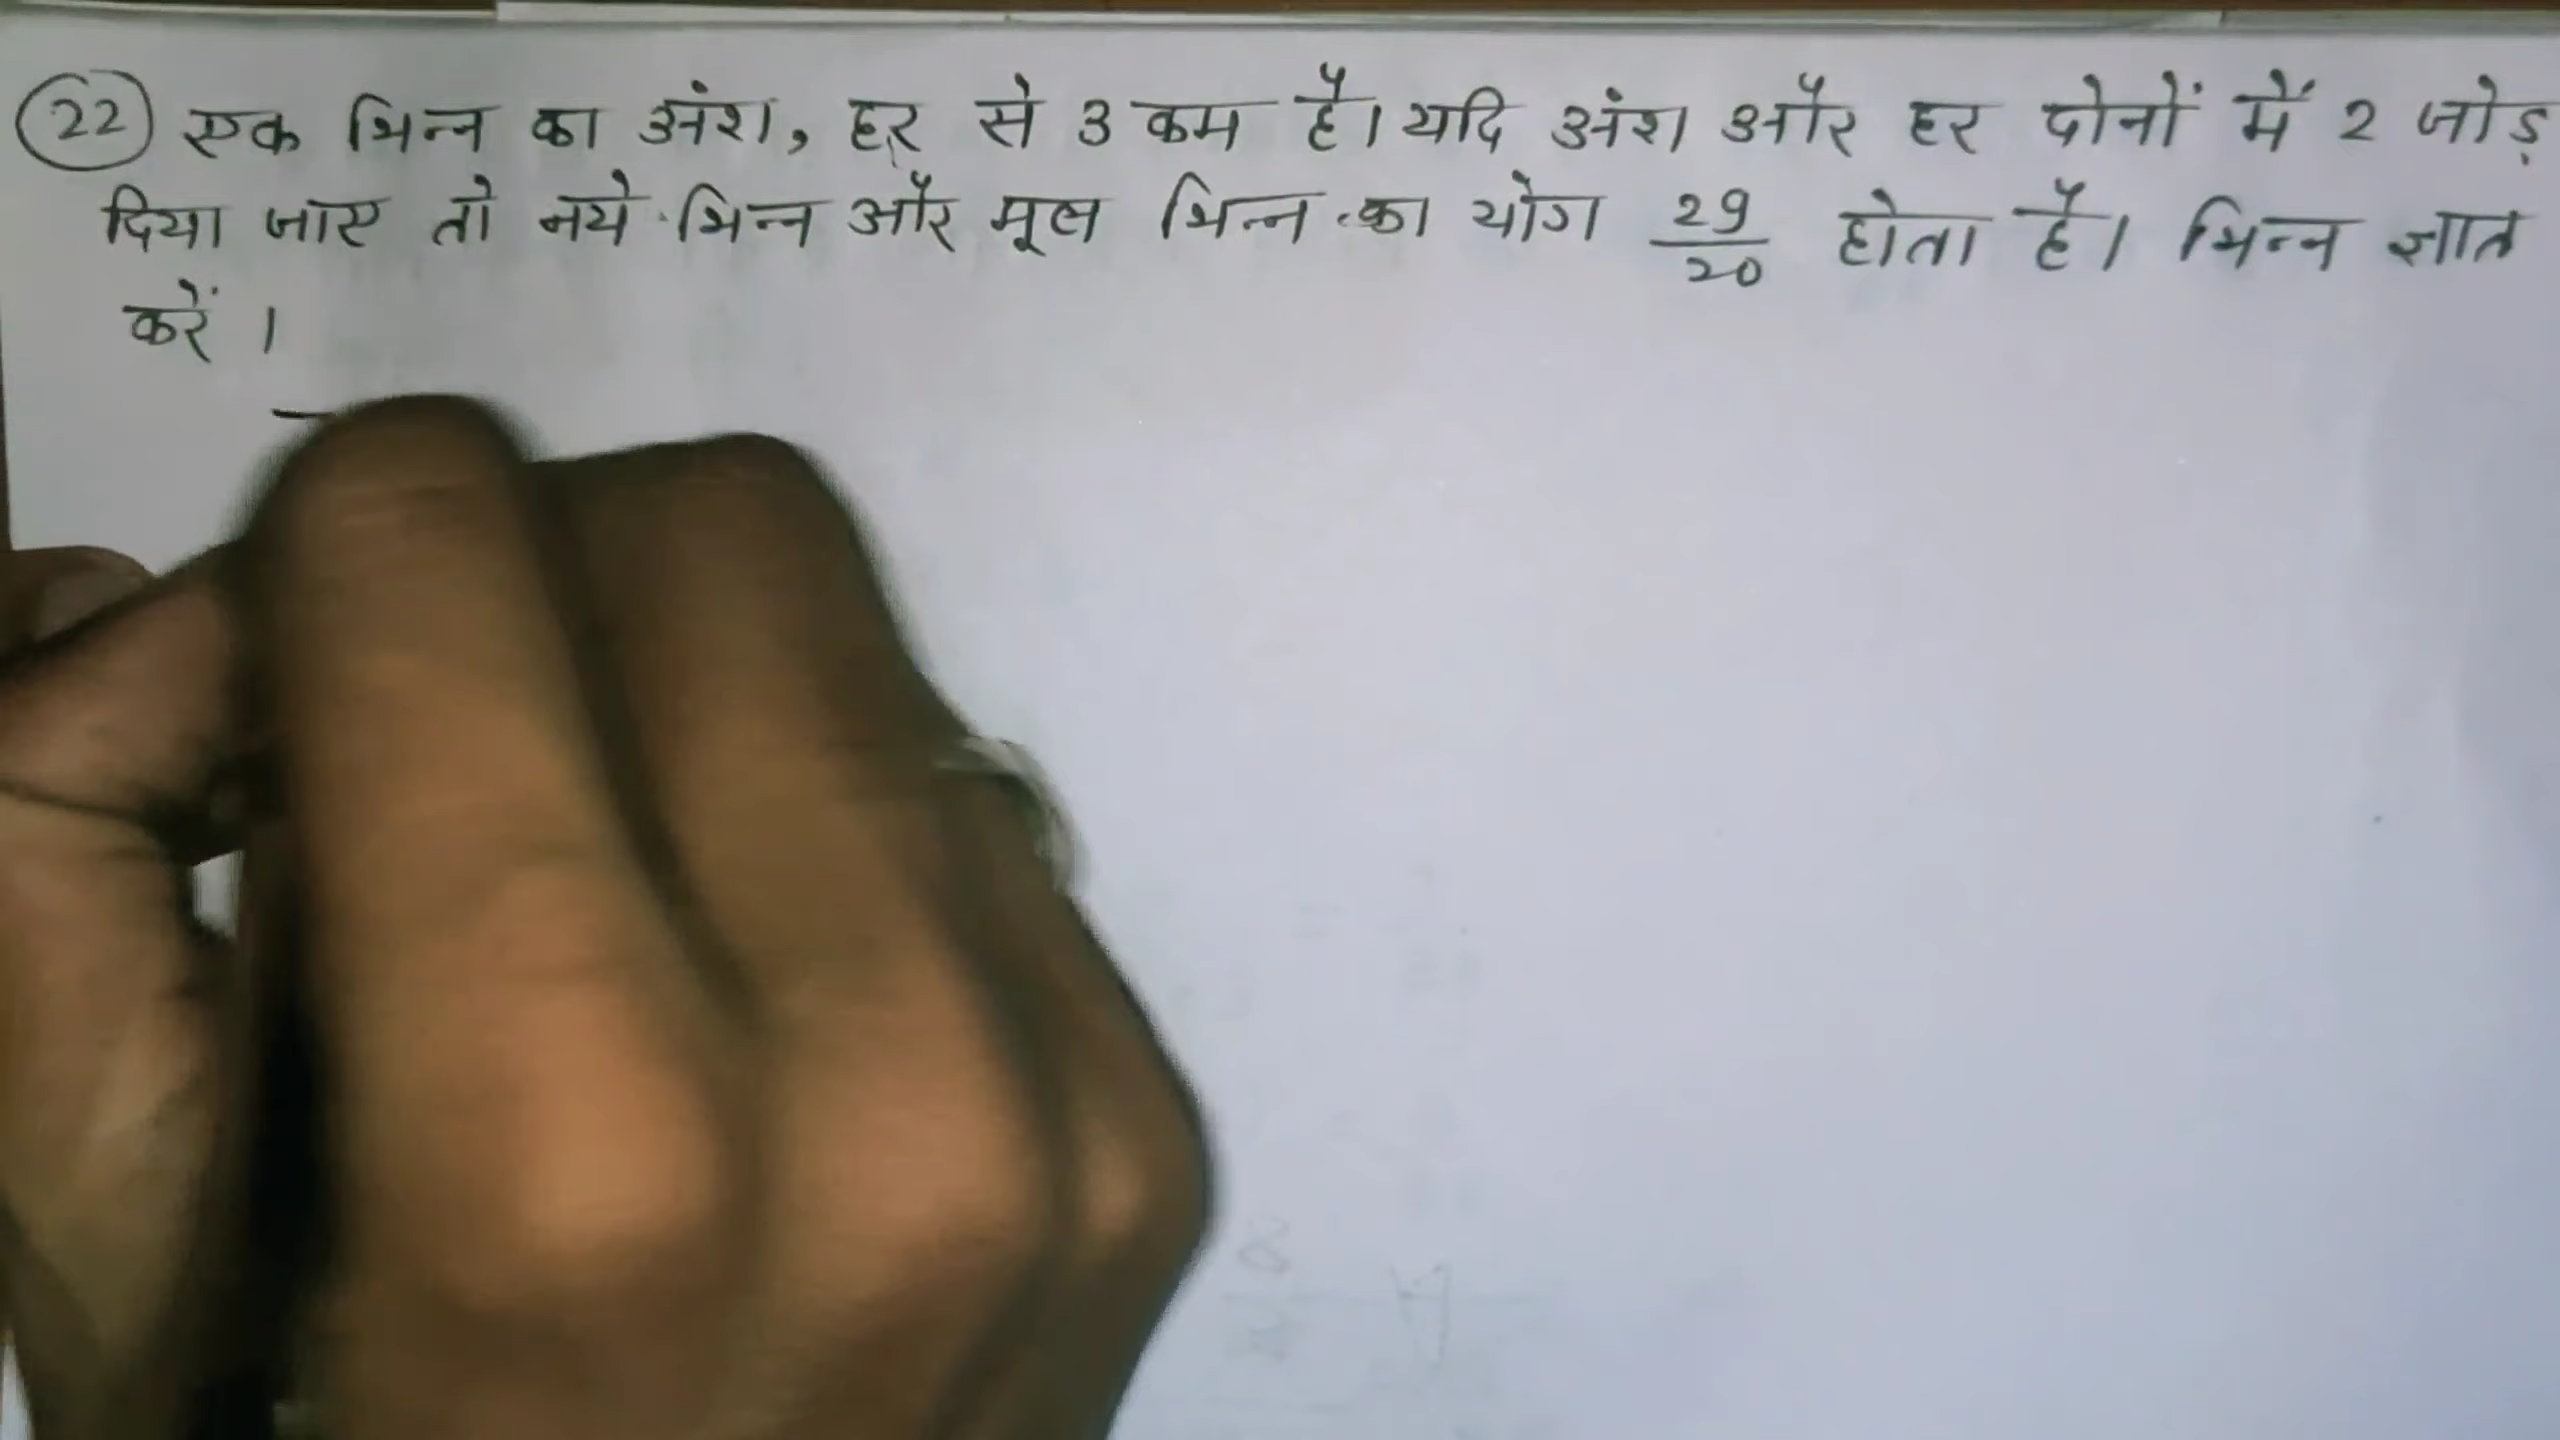 22 एक भिन्न का अंश, हर से 3 कम है। यदि अंश और हर दोनों में 2 जोड़
दिया जाए तो नये भिन्न और मूल भिन्न का योग 29/20 होता है। भिन्न ज्ञात
करें ।